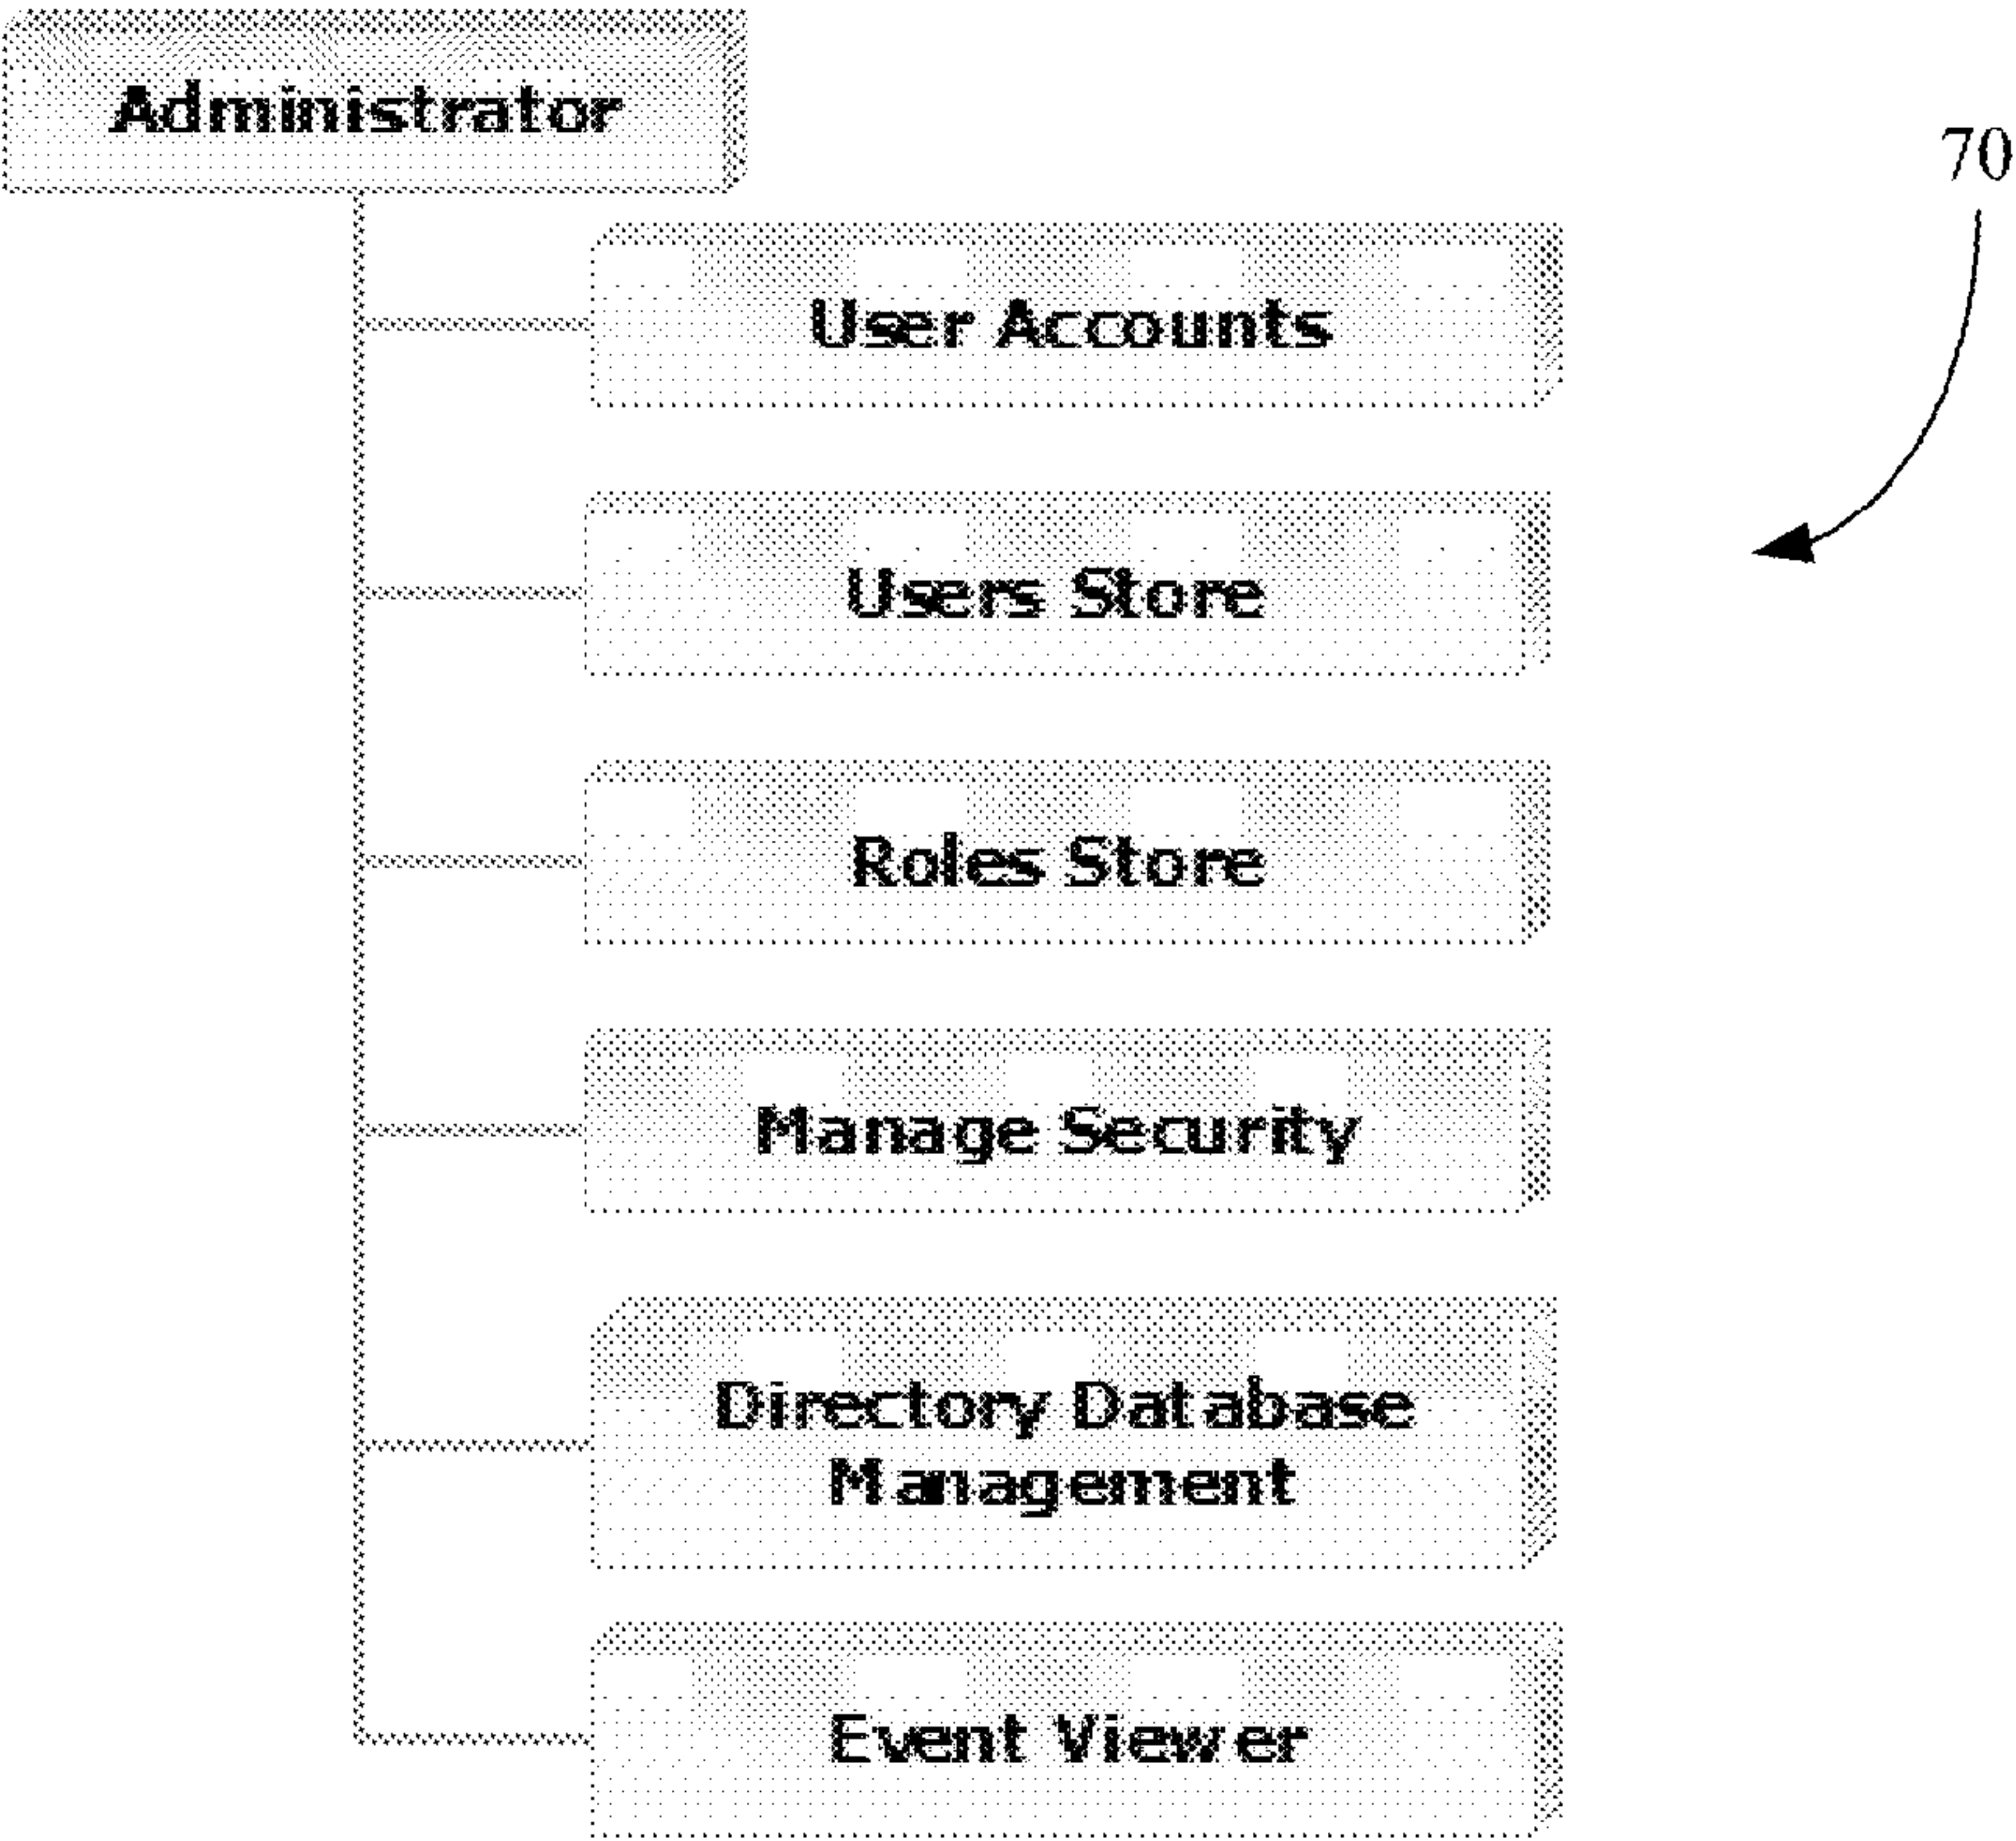 Administrator
70
User Accounts
Users Store
Roles Store
Manage Security
Directory Database
Management
Event Viewer